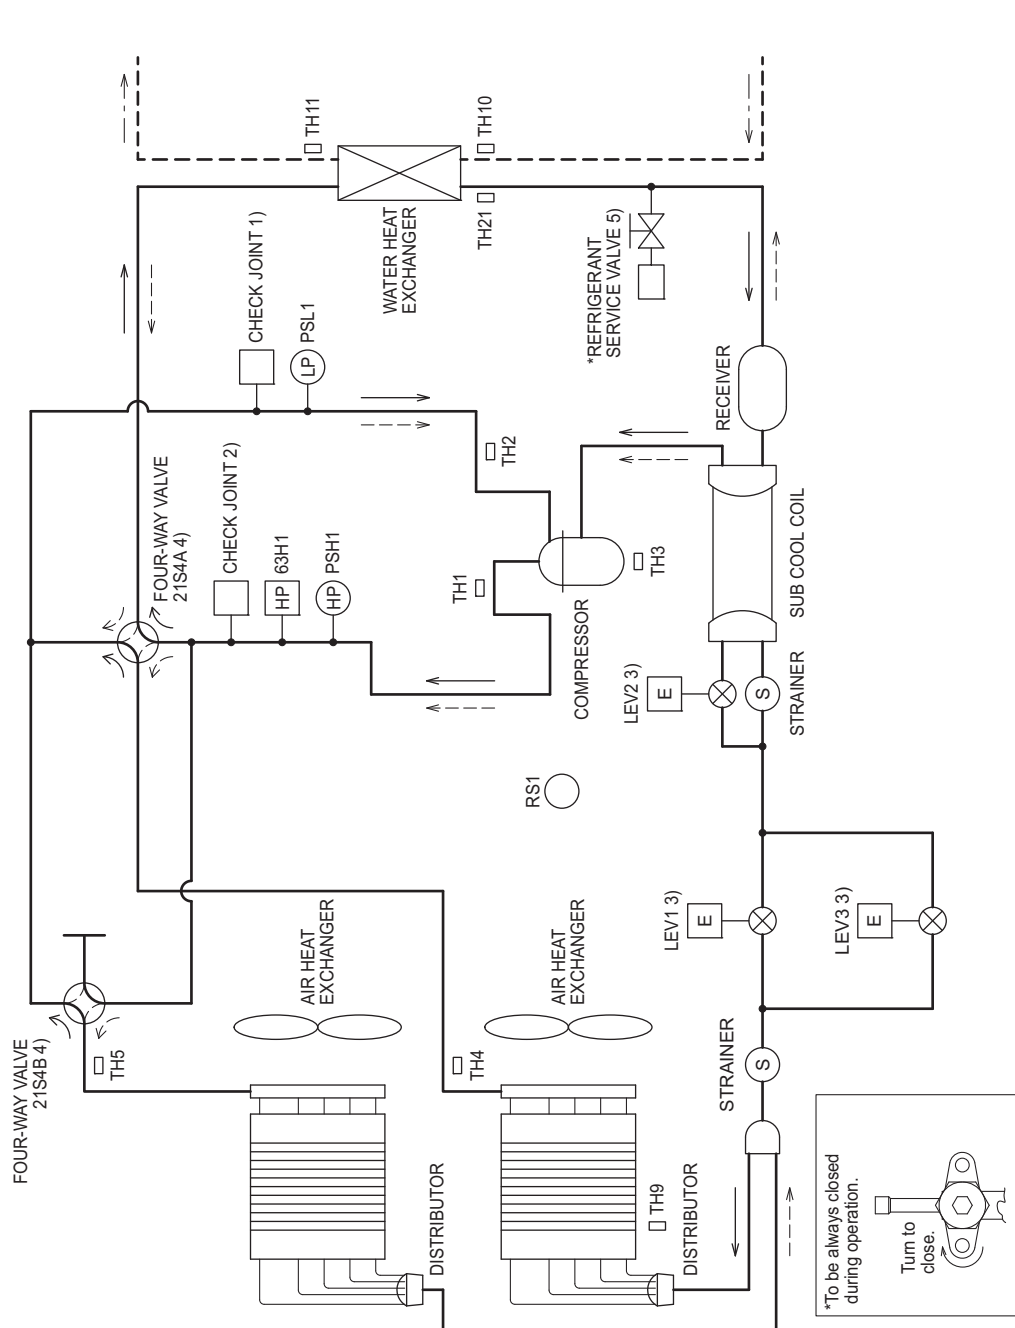 TH11
TH10
TH21
WATER HEAT
EXCHANGER
CHECK JOINT 1)
LP
PSL1
*REFRIGERANT
SERVICE VALVE 5)
RECEIVER
TH2
FOUR-WAY VALVE
21S4A 4)
CHECK JOINT 2)
HP
63H1
HP
PSH1
TH1
TH3
COMPRESSOR
SUB COOL COIL
LEV2 3)
E
S
STRAINER
RS1
LEV1 3)
E
LEV3 3)
E
AIR HEAT
EXCHANGER
AIR HEAT
EXCHANGER
FOUR-WAY VALVE
21S4B 4)
TH5
TH4
STRAINER
S
DISTRIBUTOR
TH9
DISTRIBUTOR
*To be always closed
during operation.
Turn to
close.